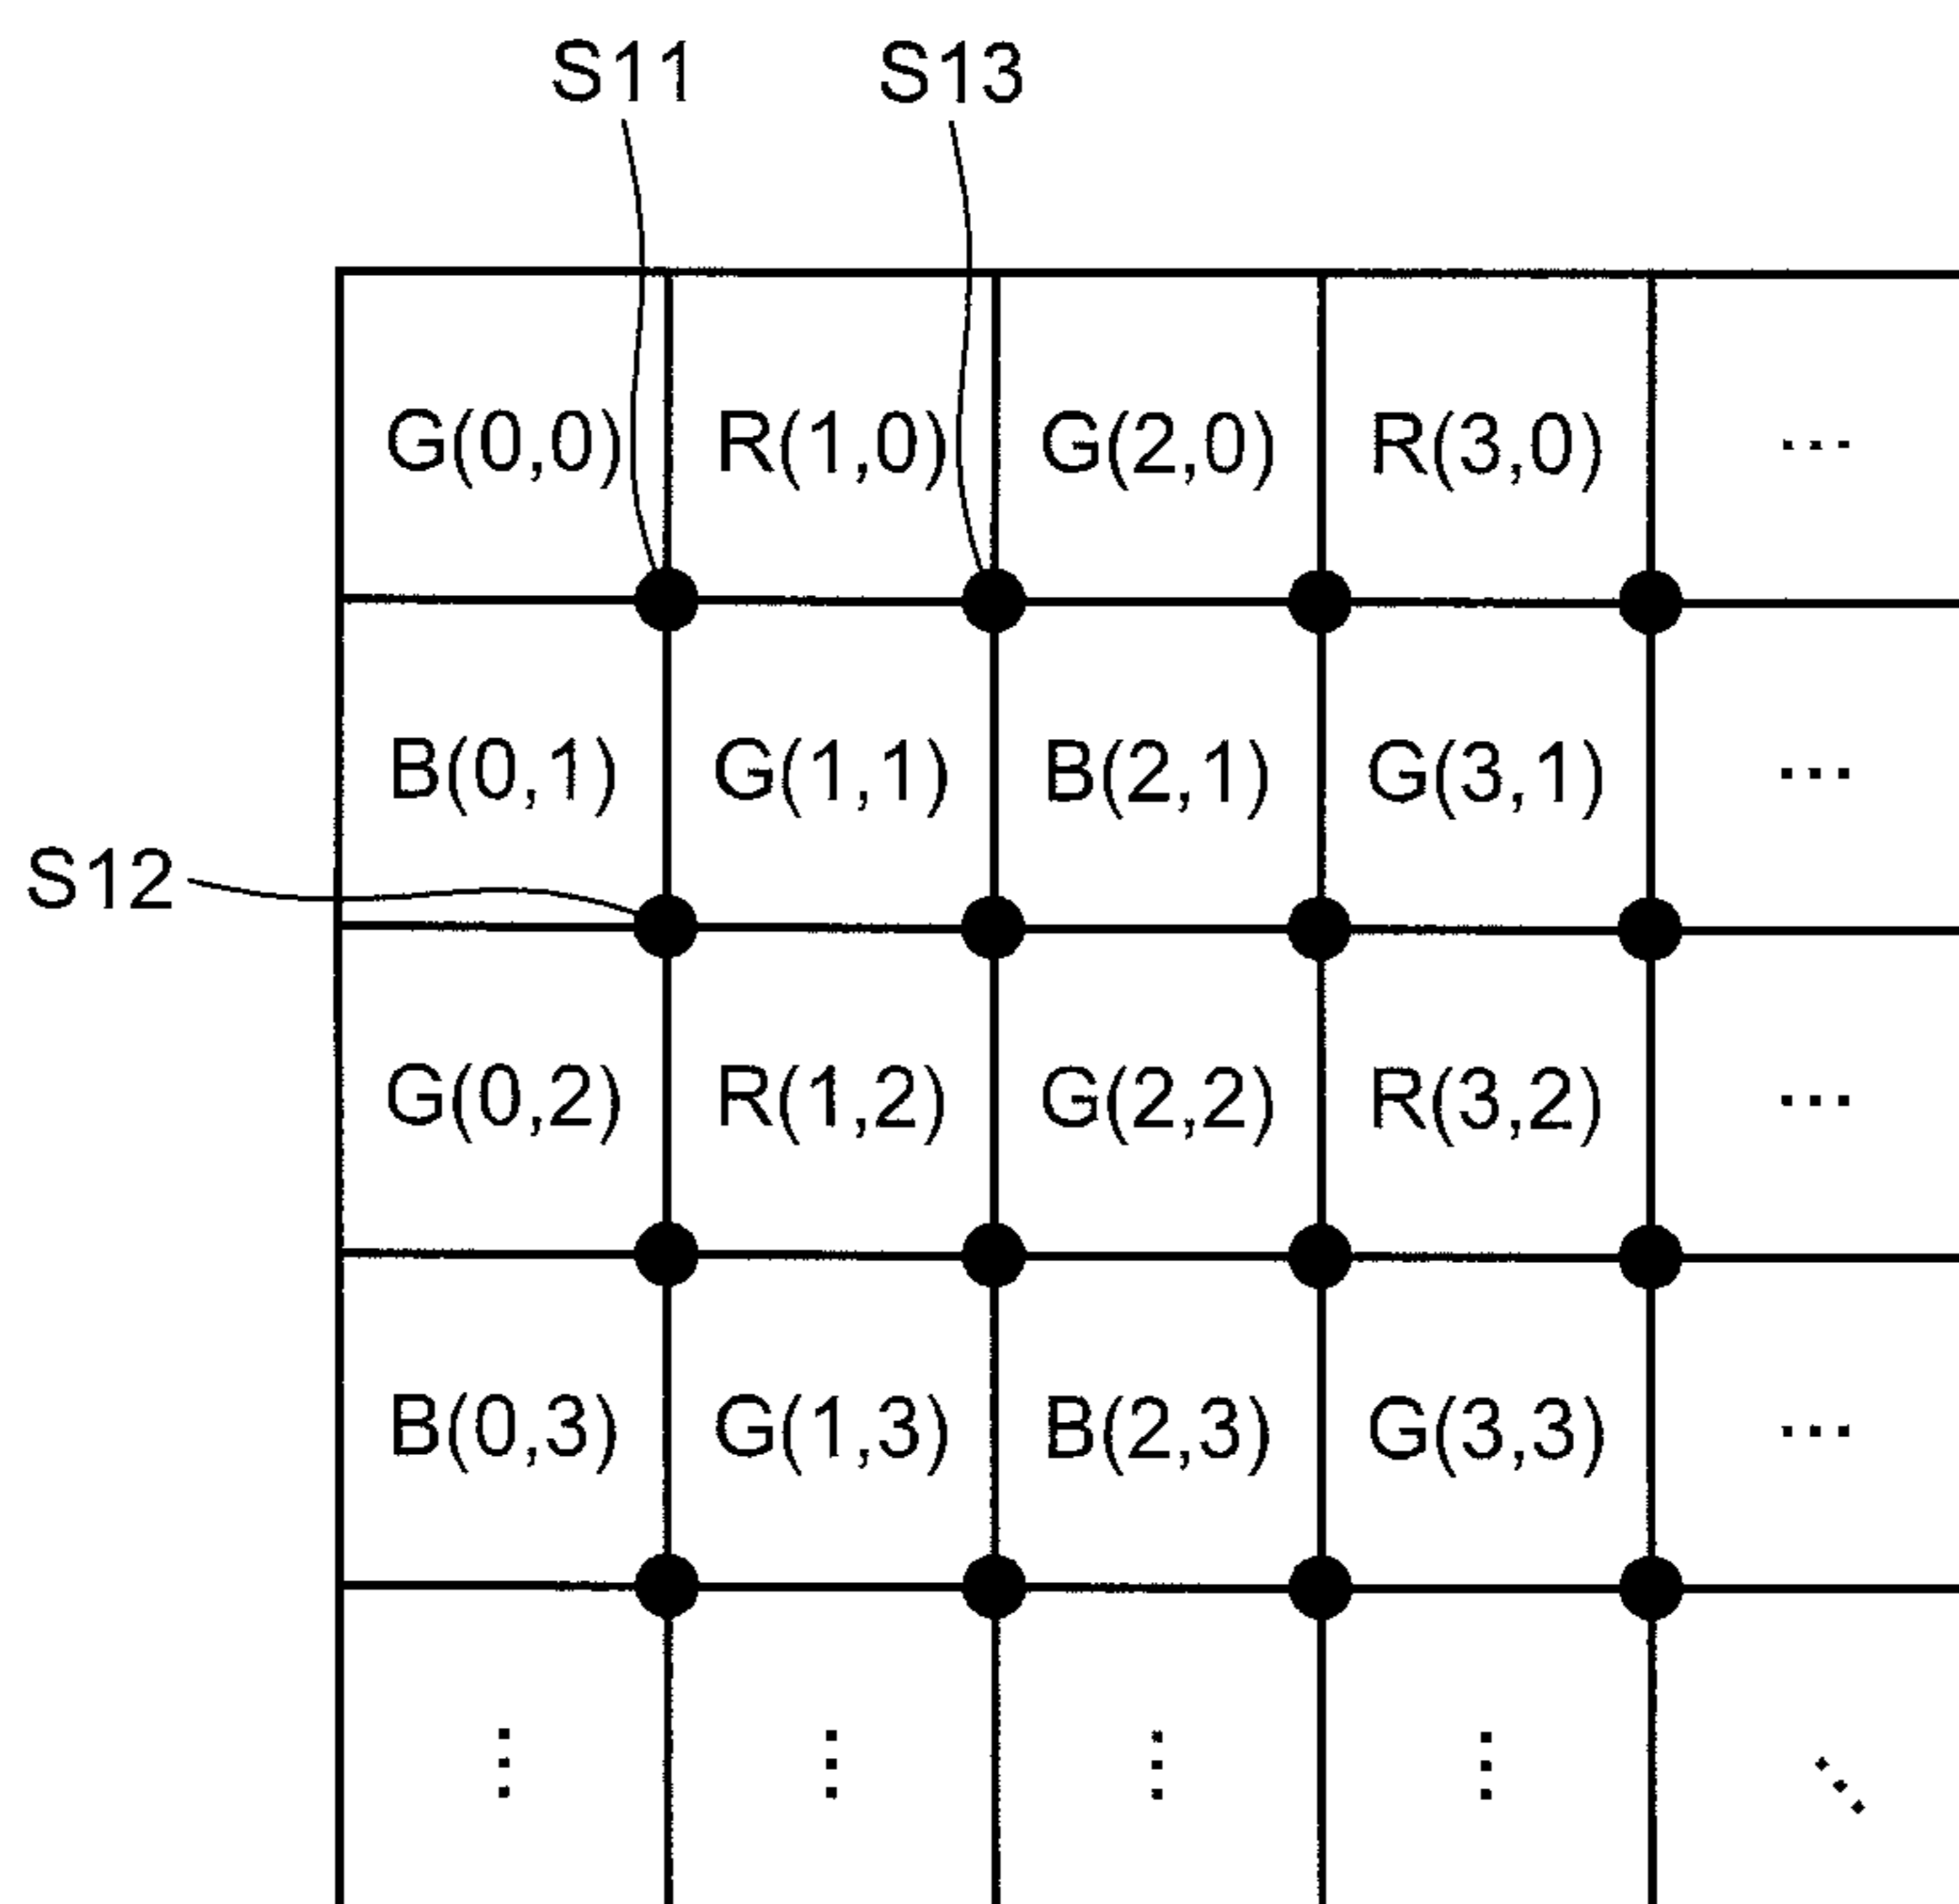 S11 S13
G(0,0) R(1,0) G(2,0) R(3,0) ...
B(0,1) G(1,1) B(2,1) G(3,1) ...
S12
G(0,2) R(1,2) G(2,2) R(3,2) ...
B(0,3) G(1,3) B(2,3) G(3,3) ...